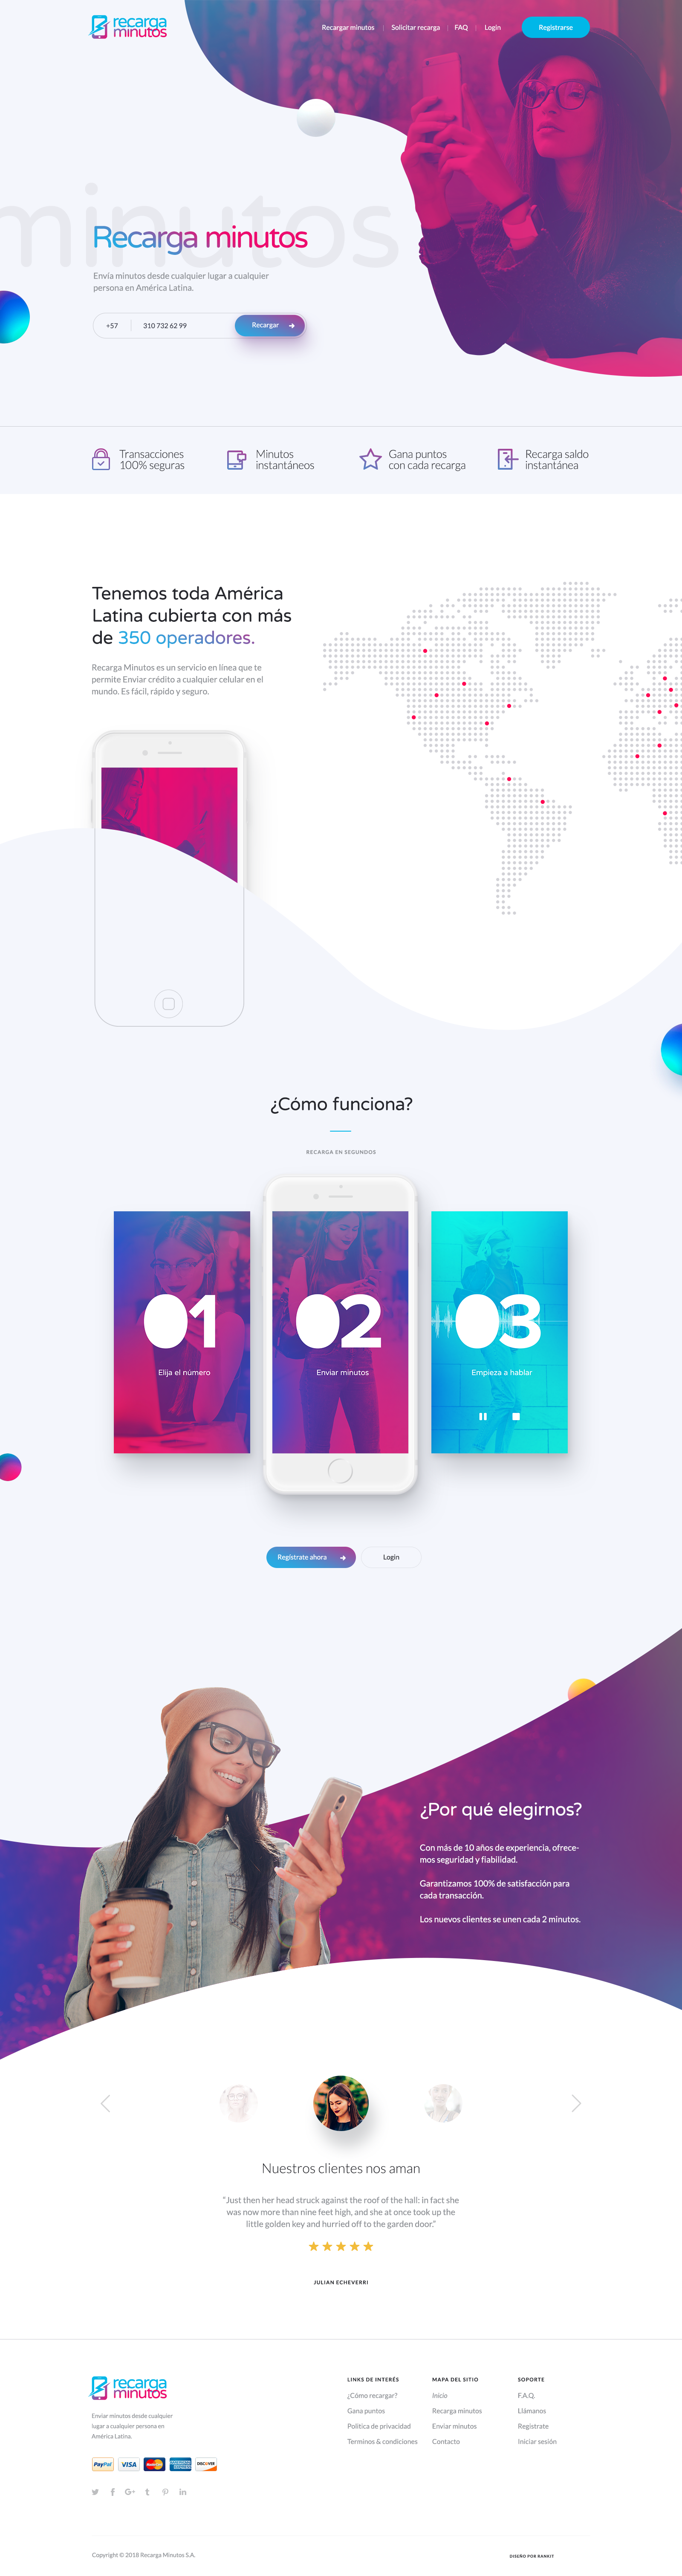 recarga
minutos
Recargar minutos | Solicitar recarga | FAQ | Login
Registrarse
minutos
Recarga minutos
Envía minutos desde cualquier lugar a cualquier
persona en América Latina.
+57
310 732 62 99
Recargar
Transacciones
100% seguras
Minutos
instantáneos
Gana puntos
con cada recarga
Recarga saldo
instantánea
Tenemos toda América
Latina cubierta con más
de 350 operadores.
Recarga Minutos es un servicio en línea que te
permite Enviar crédito a cualquier celular en el
mundo. Es fácil, rápido y seguro.
¿Cómo funciona?
RECARGA EN SEGUNDOS
01
Elija el número
02
Enviar minutos
03
Empieza a hablar
Regístrate ahora
Login
¿Por qué elegirnos?
Con más de 10 años de experiencia, ofrece-
mos seguridad y fiabilidad.
Garantizamos 100% de satisfacción para
cada transacción.
Los nuevos clientes se unen cada 2 minutos.
Nuestros clientes nos aman
“Just then her head struck against the roof of the hall: in fact she
was now more than nine feet high, and she at once took up the
little golden key and hurried off to the garden door.”
JULIAN ECHEVERRI
recarga
minutos
Enviar minutos desde cualquier
lugar a cualquier persona en
América Latina.
PayPal
VISA
MasterCard
AMERICAN EXPRESS
DISCOVER
LINKS DE INTERÉS
¿Cómo recargar?
Gana puntos
Política de privacidad
Terminos & condiciones
MAPA DEL SITIO
Inicio
Recarga minutos
Enviar minutos
Contacto
SOPORTE
F.A.Q.
Llámanos
Regístrate
Iniciar sesión
Copyright © 2018 Recarga Minutos S.A.
DISEÑO POR RANKIT